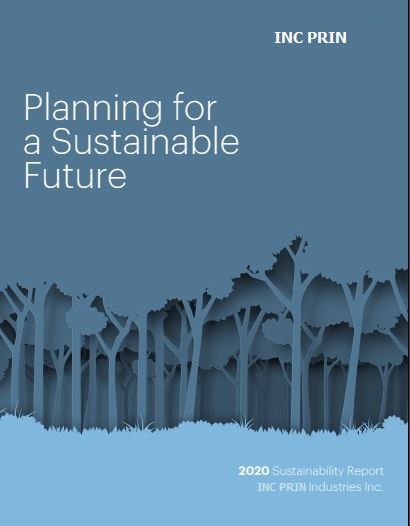 INC PRIN
Planning for
a Sustainable
Future
2020 Sustainability Report
INC PRIN Industries Inc.